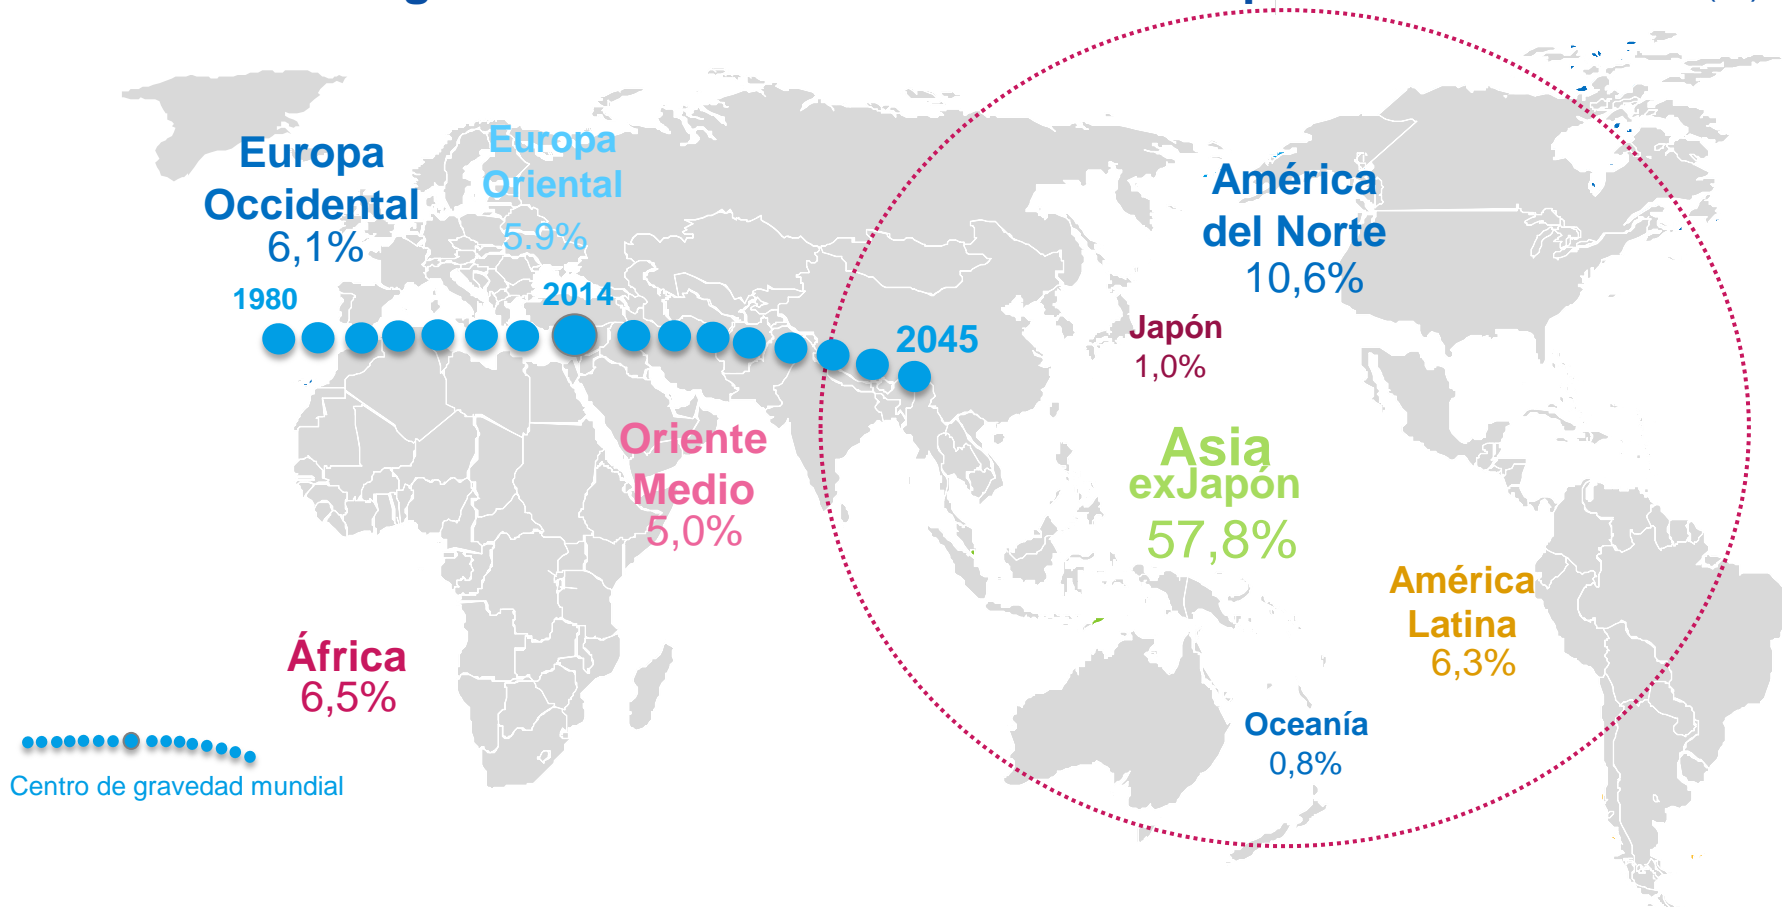 Europa
Occidental
6,1%
Europa
Oriental
5.9%
América
del Norte
10,6%
1980
2014
2045
Japón
1,0%
Oriente
Medio
5,0%
Asia
exJapón
57,8%
América
Latina
6,3%
África
6,5%
Oceanía
0,8%
Centro de gravedad mundial